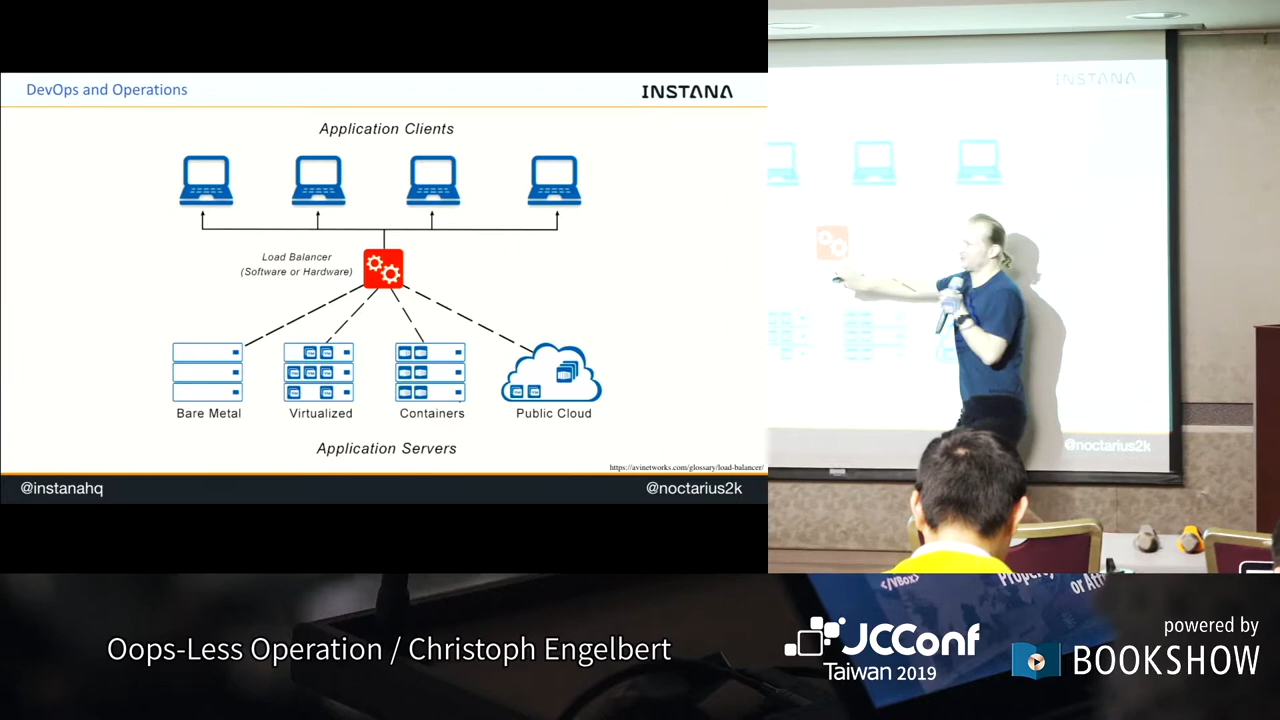 DevOps and Operations
INSTANA
Application Clients
Load Balancer
(Software or Hardware)
Bare Metal
Virtualized
Containers
Public Cloud
Application Servers
https://avinetworks.com/glossary/load-balancer/
@instanahq
@noctarius2k
INSTANA
@noctarius2k
</VBox>
or
Oops-Less Operation / Christoph Engelbert
JCConf
Taiwan 2019
powered by
BOOKSHOW